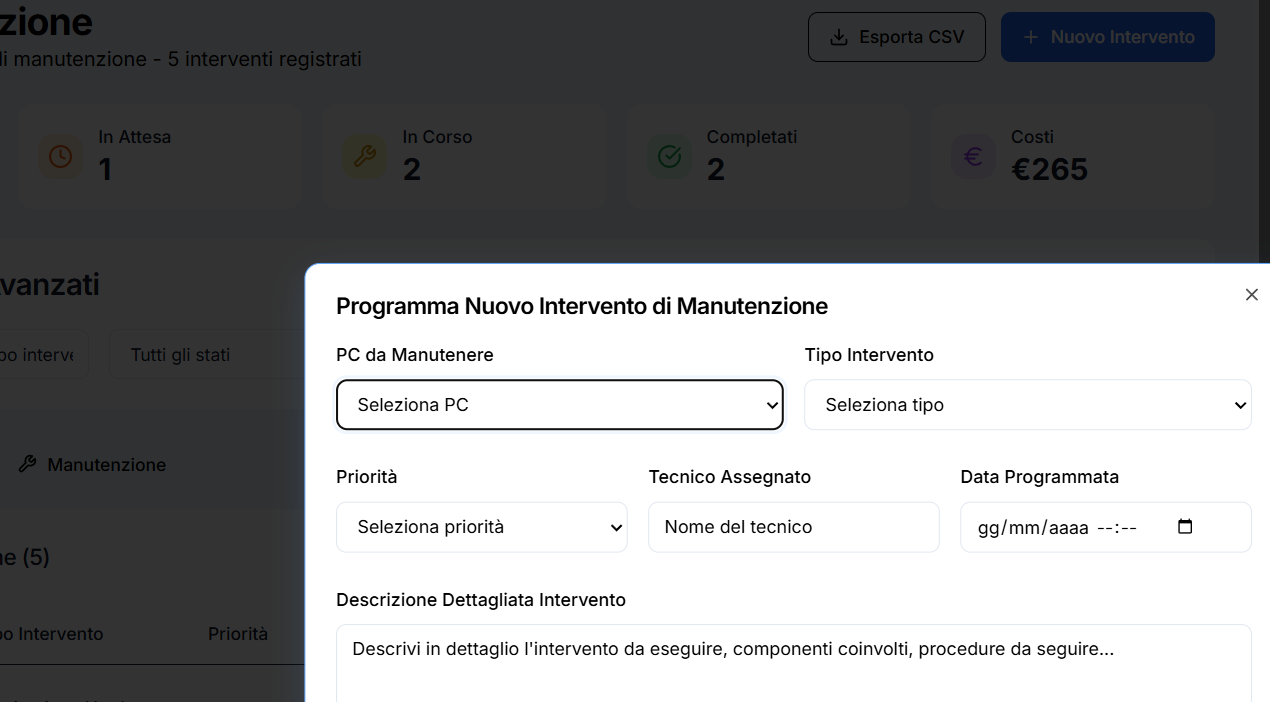 zione
di manutenzione - 5 interventi registrati
Esporta CSV
Nuovo Intervento
In Attesa
1
In Corso
2
Completati
2
Costi
€265
vanzati
po interve
Tutti gli stati
Programma Nuovo Intervento di Manutenzione
PC da Manutenere
Tipo Intervento
Seleziona PC
Seleziona tipo
Manutenzione
Priorità
Tecnico Assegnato
Data Programmata
Seleziona priorità
Nome del tecnico
gg/mm/aaaa --:--
ne (5)
Descrizione Dettagliata Intervento
po Intervento
Priorità
Descrivi in dettaglio l'intervento da eseguire, componenti coinvolti, procedure da seguire...